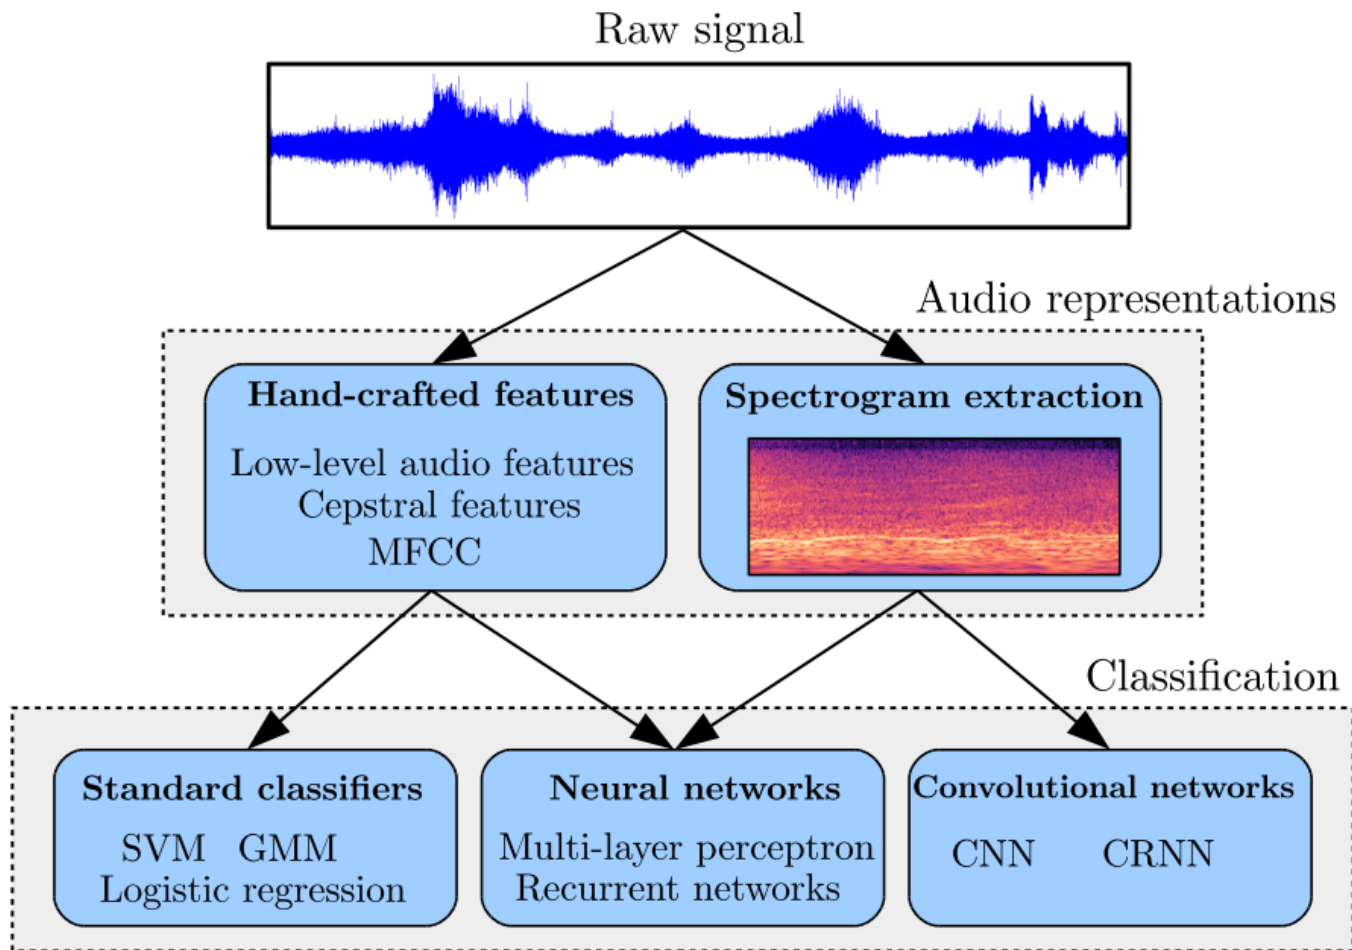 Raw signal
Audio representations
Hand-crafted features
Low-level audio features
Cepstral features
MFCC
Spectrogram extraction
Classification
Standard classifiers
SVM GMM
Logistic regression
Neural networks
Multi-layer perceptron
Recurrent networks
Convolutional networks
CNN CRNN